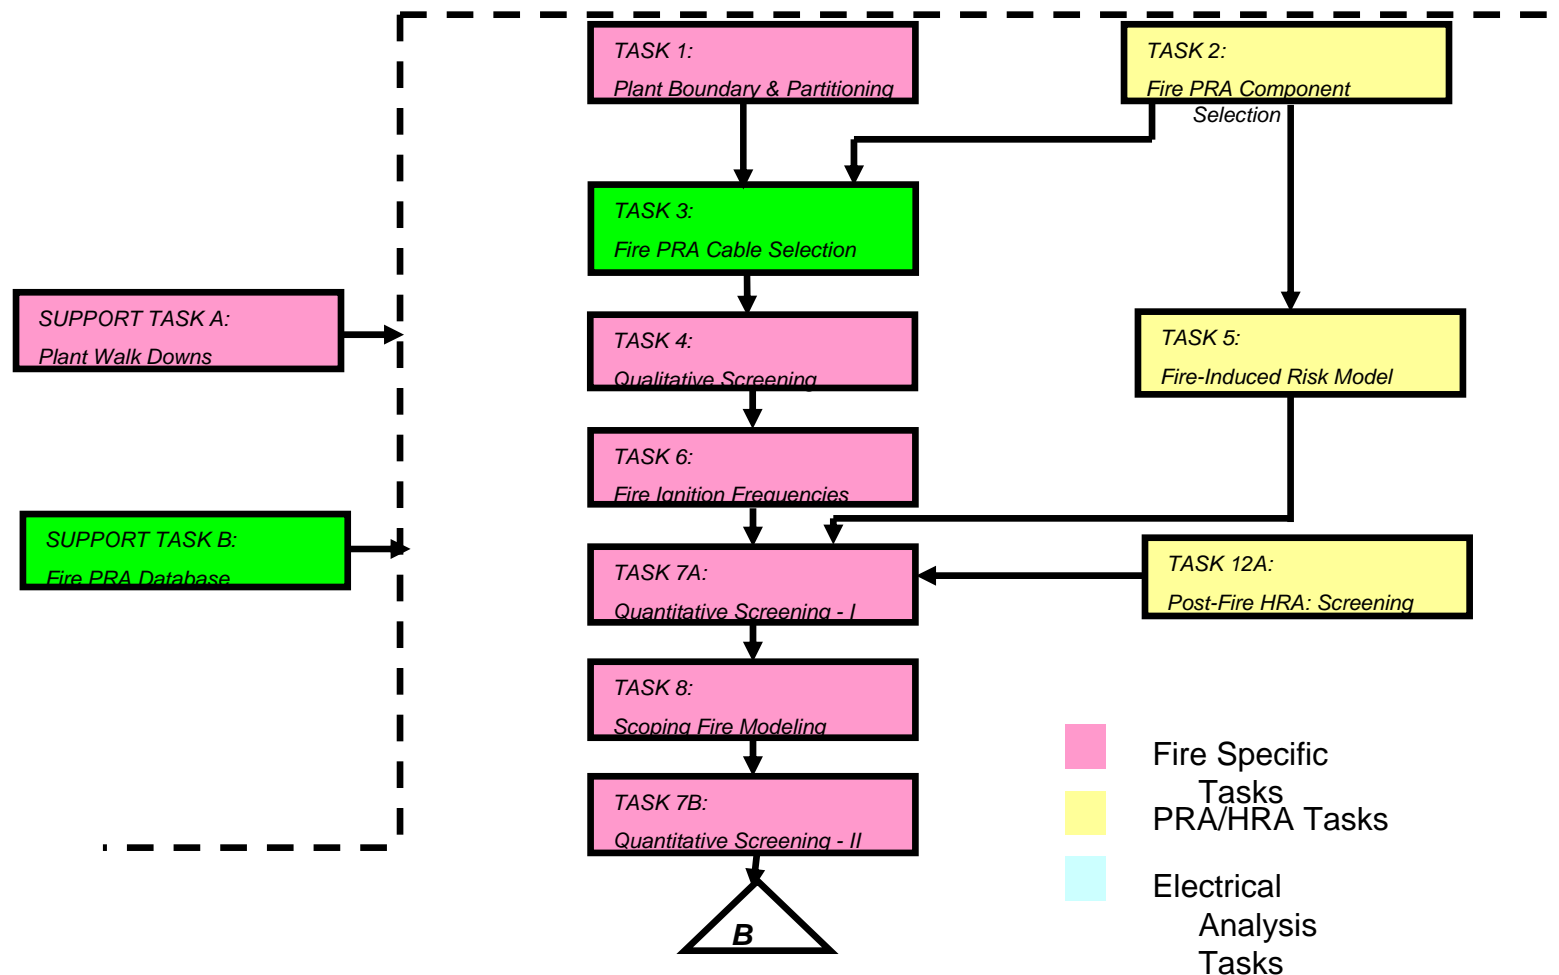 TASK 1:
Plant Boundary & Partitioning
TASK 2:
Fire PRA Component
Selection
TASK 3:
Fire PRA Cable Selection
SUPPORT TASK A:
Plant Walk Downs
TASK 4:
Qualitative Screening
TASK 5:
Fire-Induced Risk Model
TASK 6:
Fire Ignition Frequencies
SUPPORT TASK B:
Fire PRA Database
TASK 7A:
Quantitative Screening - I
TASK 12A:
Post-Fire HRA: Screening
TASK 8:
Scoping Fire Modeling
TASK 7B:
Quantitative Screening - II
B
Fire Specific
Tasks
PRA/HRA Tasks
Electrical
Analysis
Tasks